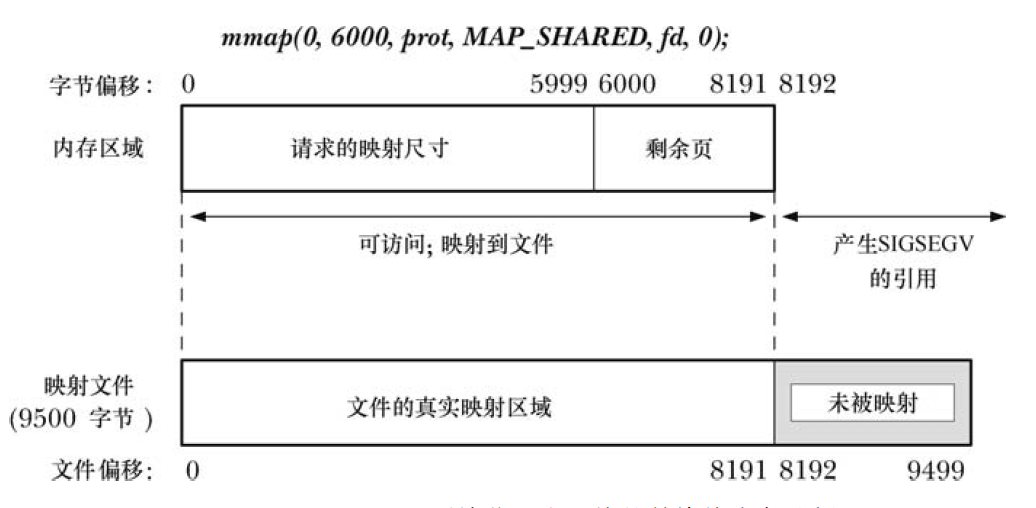 mmap(0, 6000, prot, MAP_SHARED, fd, 0);
字节偏移: 0 5999 6000 8191 8192
内存区域 请求的映射尺寸 剩余页
可访问; 映射到文件 产生SIGSEGV
的引用
映射文件
(9500 字节 ) 文件的真实映射区域 未被映射
文件偏移: 0 8191 8192 9499